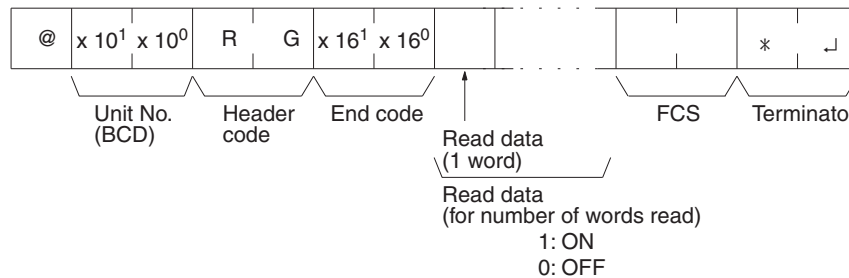 @ x 10¹ x 10⁰ R G x 16¹ x 16⁰ * ↵
Unit No. (BCD)
Header code
End code
FCS
Terminato
Read data
(1 word)
Read data
(for number of words read)
1: ON
0: OFF